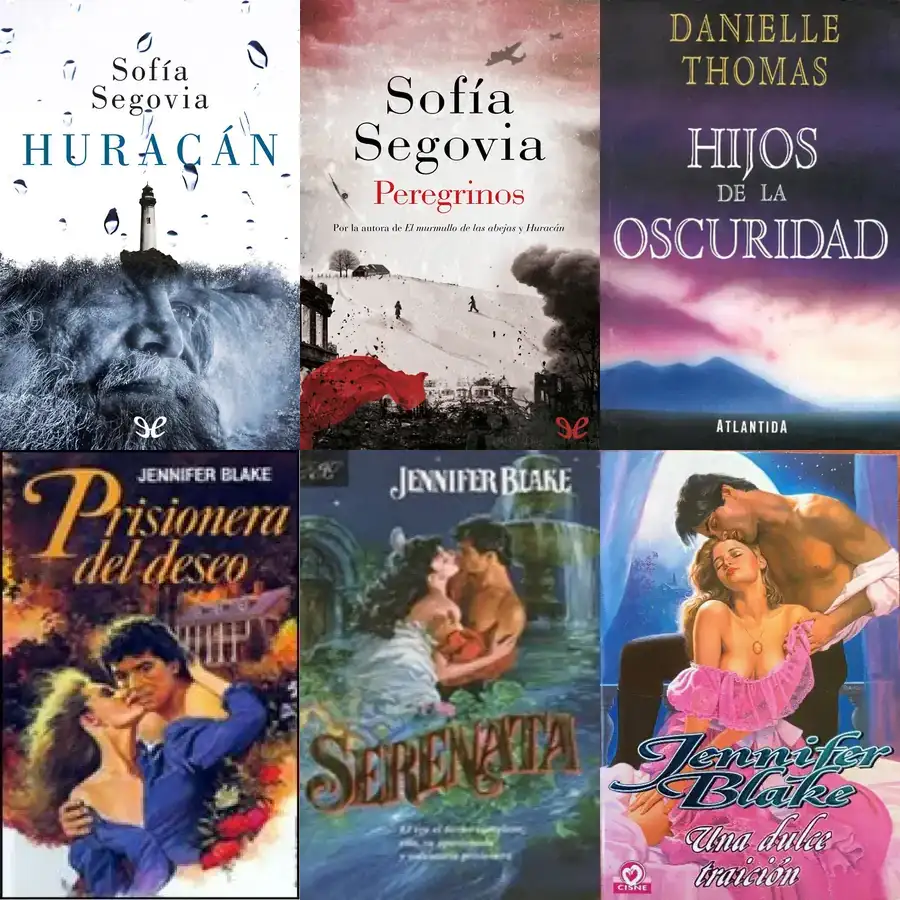 Sofía
Segovia
HURACÁN
Sofía
Segovia
Peregrinos
Por la autora de El murmullo de las abejas y Huracán
DANIELLE
THOMAS
HIJOS
DE LA
OSCURIDAD
ATLANTIDA
JENNIFER BLAKE
Prisionera
del deseo
JENNIFER BLAKE
SERENATA
Jennifer
Blake
Una dulce
traición
CISNE